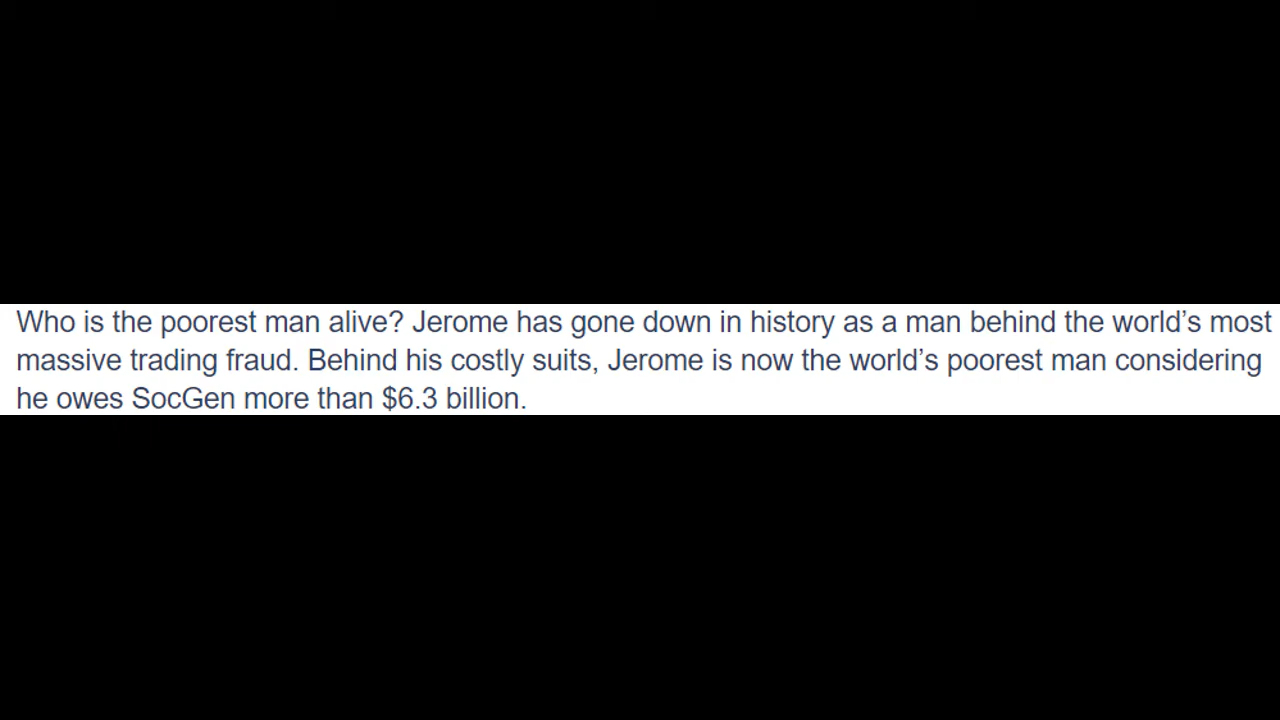 Who is the poorest man alive? Jerome has gone down in history as a man behind the world’s most
massive trading fraud. Behind his costly suits, Jerome is now the world’s poorest man considering
he owes SocGen more than $6.3 billion.